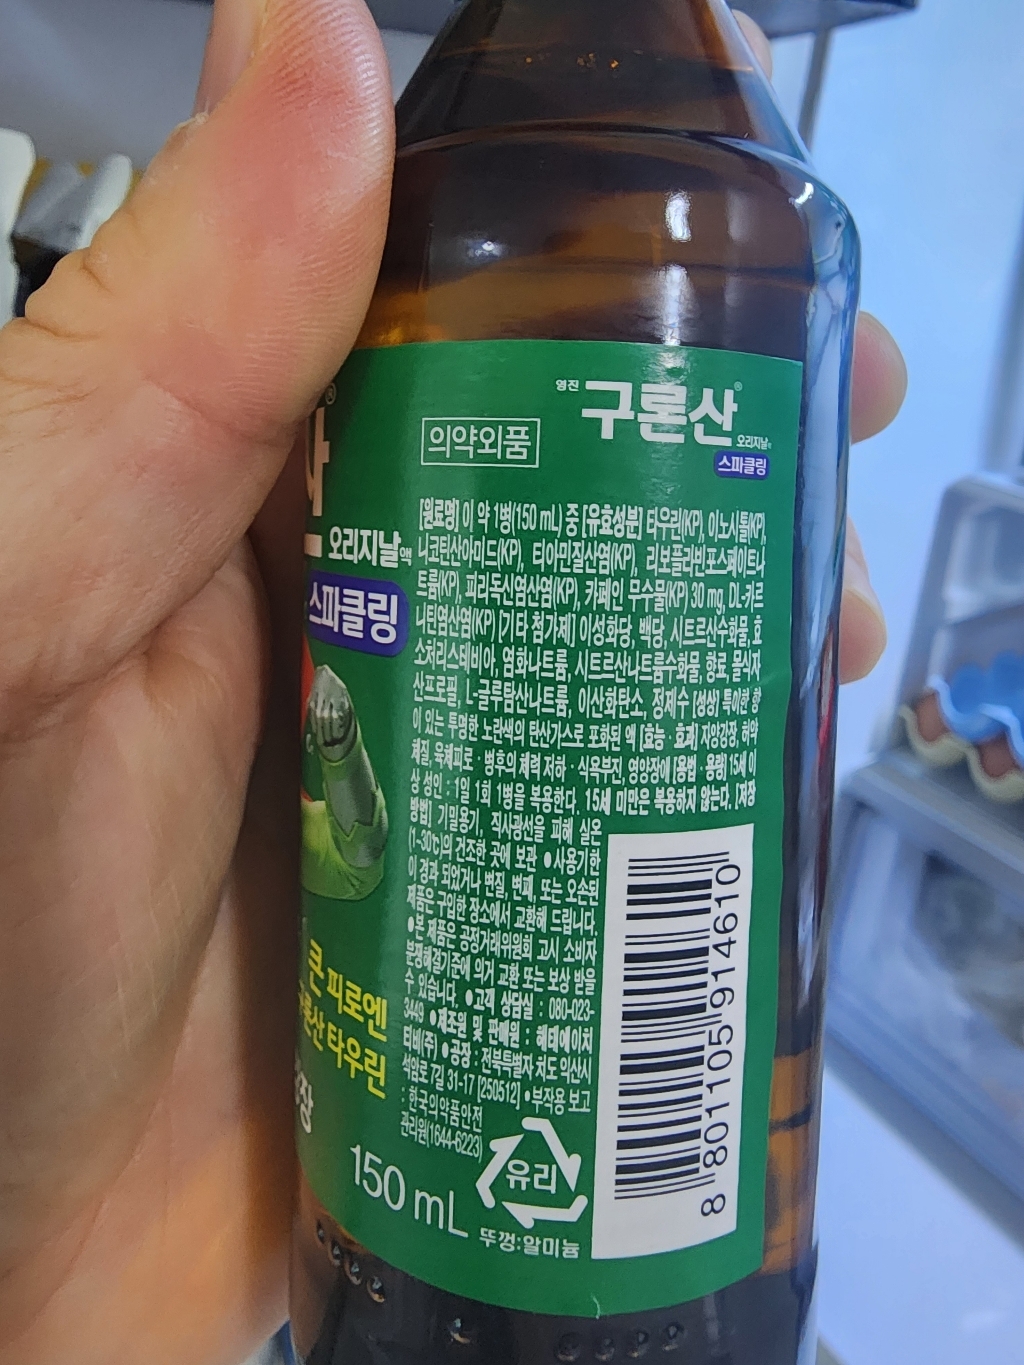 영진 구론산®
오리지날
스파클링
의약외품
오리지날액
스파클링
[원료명] 이 약 1병(150 mL) 중 [유효성분] 타우린(KP), 이노시톨(KP),
니코틴산아미드(KP), 티아민질산염(KP), 리보플라빈포스페이트나
트륨(KP), 피리독신염산염(KP), 카페인 무수물(KP) 30 mg, DL-카르
니틴염산염(KP) [기타 첨가제] 이성화당, 백당, 시트르산수화물, 효
소처리스테비아, 염화나트륨, 시트르산나트륨수화물, 향료, 몰식자
산프로필, L-글루탐산나트륨, 이산화탄소, 정제수 [성상] 특이한 향
이 있는 투명한 노란색의 탄산가스로 포화된 액 [효능·효과] 자양강장, 허약
체질, 육체피로·병후의 체력 저하·식욕부진, 영양장애 [용법·용량] 15세 이
상 성인 : 1일 1회 1병을 복용한다. 15세 미만은 복용하지 않는다. [저장
방법] 기밀용기, 직사광선을 피해 실온
(1~30℃)의 건조한 곳에 보관 ●사용기한
이 경과 되었거나 변질, 변패, 또는 오손된
제품은 구입한 장소에서 교환해 드립니다.
●본 제품은 공정거래위원회 고시 소비자
분쟁해결기준에 의거 교환 또는 보상 받을
수 있습니다. ●고객 상담실 : 080-023-
3449 ●제조원 및 판매원 : 해태에이치
티비(주) ●공장 : 전북특별자치도 익산시
석암로 7길 31-17 [250512] ●부작용 보고
: 한국의약품안전
관리원(1644-6223)
큰 피로엔
구론산 타우린
150 mL
유리
뚜껑:알미늄
8 801105 914610